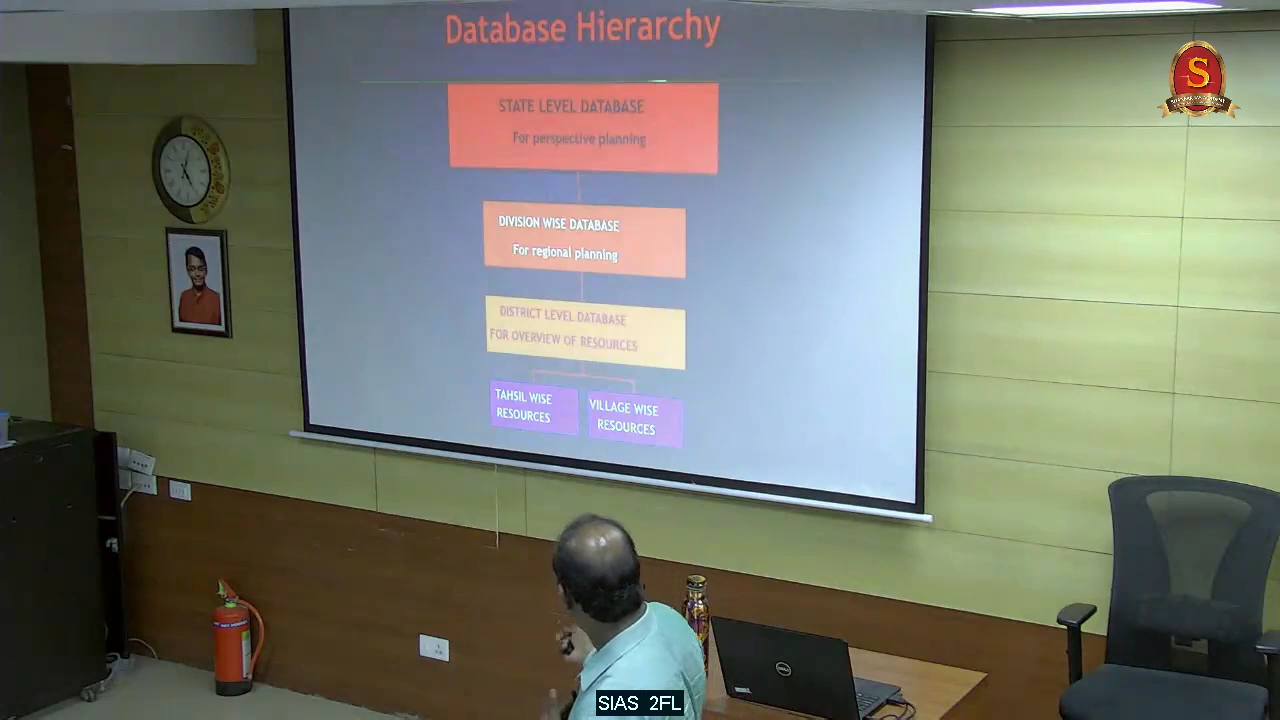 Database Hierarchy
STATE LEVEL DATABASE
For perspective planning
DIVISION WISE DATABASE
For regional planning
DISTRICT LEVEL DATABASE
FOR OVERVIEW OF RESOURCES
TAHSIL WISE
RESOURCES
VILLAGE WISE
RESOURCES
S
DELL
SIAS 2FL